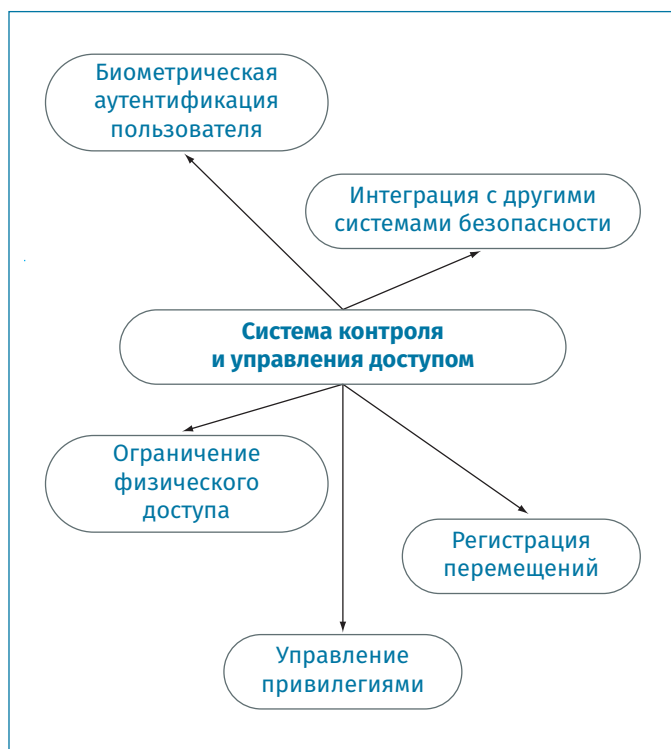 Биометрическая
аутентификация
пользователя
Интеграция с другими
системами безопасности
Система контроля
и управления доступом
Ограничение
физического
доступа
Регистрация
перемещений
Управление
привилегиями